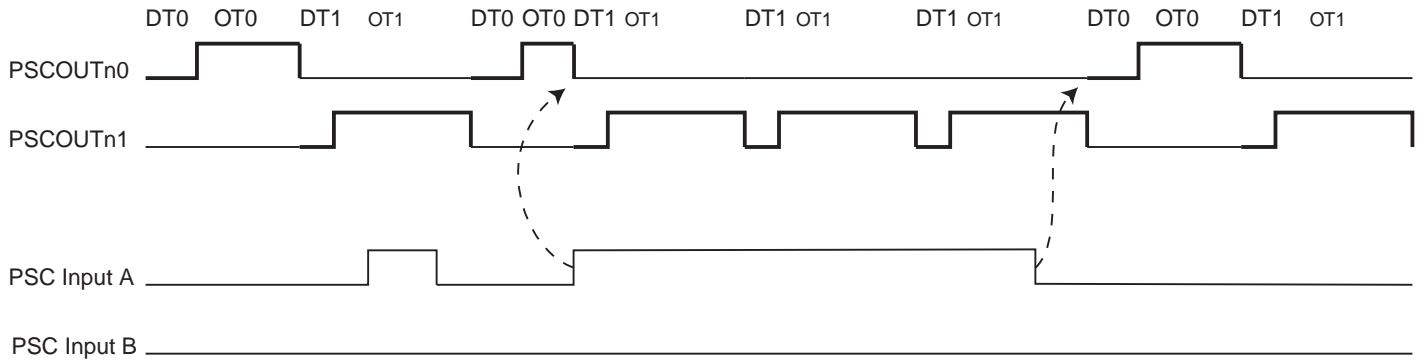 DT0 OT0 DT1 OT1 DT0 OT0 DT1 OT1 DT1 OT1 DT1 OT1 DT0 OT0 DT1 OT1
PSCOUTn0
PSCOUTn1
PSC Input A
PSC Input B